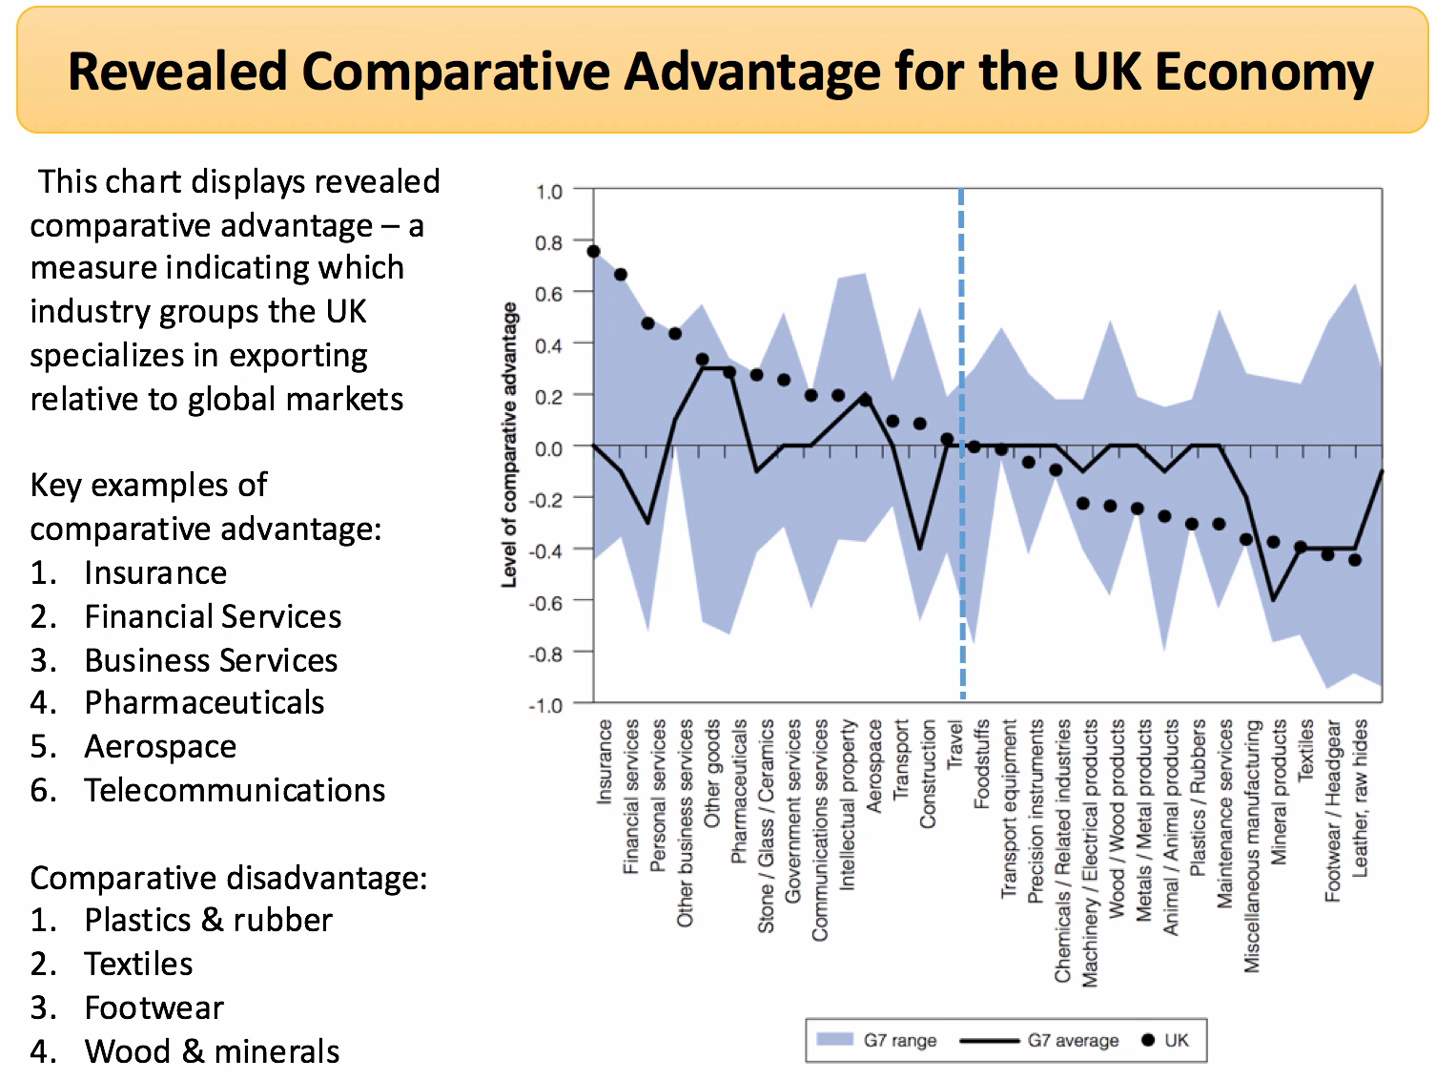 Revealed Comparative Advantage for the UK Economy
This chart displays revealed
comparative advantage – a
measure indicating which
industry groups the UK
specializes in exporting
relative to global markets
Key examples of
comparative advantage:
1. Insurance
2. Financial Services
3. Business Services
4. Pharmaceuticals
5. Aerospace
6. Telecommunications
Comparative disadvantage:
1. Plastics & rubber
2. Textiles
3. Footwear
4. Wood & minerals
Level of comparative advantage
1.0
0.8
0.6
0.4
0.2
0.0
-0.2
-0.4
-0.6
-0.8
-1.0
Insurance
Financial services
Personal services
Other business services
Other goods
Pharmaceuticals
Stone / Glass / Ceramics
Government services
Communications services
Intellectual property
Aerospace
Transport
Construction
Travel
Foodstuffs
Transport equipment
Precision instruments
Chemicals / Related industries
Machinery / Electrical products
Wood / Wood products
Metals / Metal products
Animal / Animal products
Plastics / Rubbers
Maintenance services
Miscellaneous manufacturing
Mineral products
Textiles
Footwear / Headgear
Leather, raw hides
G7 range
G7 average
UK